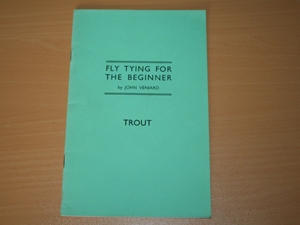 FLY TYING FOR
THE BEGINNER
by JOHN VENIARD
TROUT